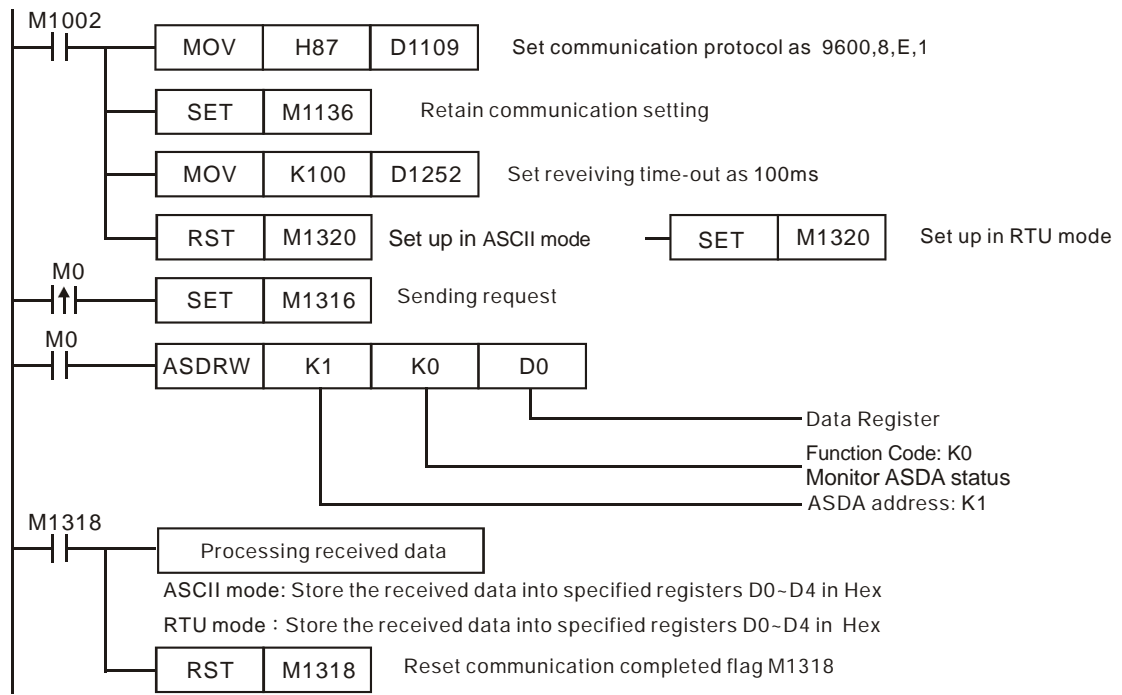 M1002
MOV H87 D1109 Set communication protocol as 9600,8,E,1
SET M1136 Retain communication setting
MOV K100 D1252 Set reveiving time-out as 100ms
RST M1320 Set up in ASCII mode SET M1320 Set up in RTU mode
M0
SET M1316 Sending request
M0
ASDRW K1 K0 D0
Data Register
Function Code: K0
Monitor ASDA status
ASDA address: K1
M1318
Processing received data
ASCII mode: Store the received data into specified registers D0~D4 in Hex
RTU mode：Store the received data into specified registers D0~D4 in Hex
RST M1318 Reset communication completed flag M1318